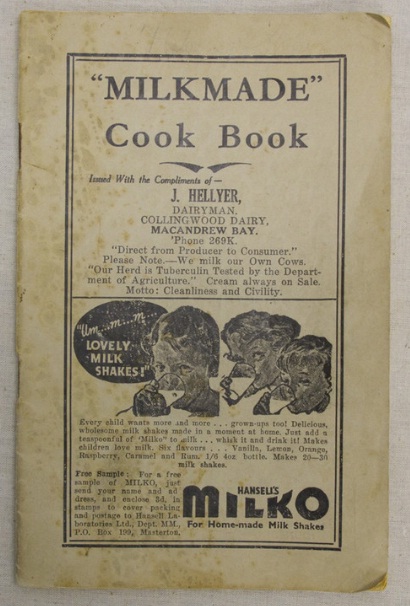 "MILKMADE"
Cook Book
Issued With the Compliments of—
J. HELLYER,
DAIRYMAN,
COLLINGWOOD DAIRY,
MACANDREW BAY.
'Phone 269K.
"Direct from Producer to Consumer."
Please Note.—We milk our Own Cows.
"Our Herd is Tuberculin Tested by the Depart-
ment of Agriculture." Cream always on Sale.
Motto: Cleanliness and Civility.
"Um...m...m...
LOVELY
MILK
SHAKES!"
Every child wants more and more . . . grown-ups too! Delicious,
wholesome milk shakes made in a moment at home. Just add a
teaspoonful of "Milko" to milk . . . whisk it and drink it! Makes
children love milk. Six flavours . . . Vanilla, Lemon, Orange,
Raspberry, Caramel and Rum. 1/6 4oz. bottle. Makes 20—30
milk shakes.
Free Sample: For a free
sample of MILKO, just
send your name and ad
dress, and enclose 3d. in
stamps to cover packing
and postage to Hansell La-
boratories Ltd., Dept. MM.,
P.O. Box 199, Masterton.
HANSELL'S
MILKO
For Home-made Milk Shakes